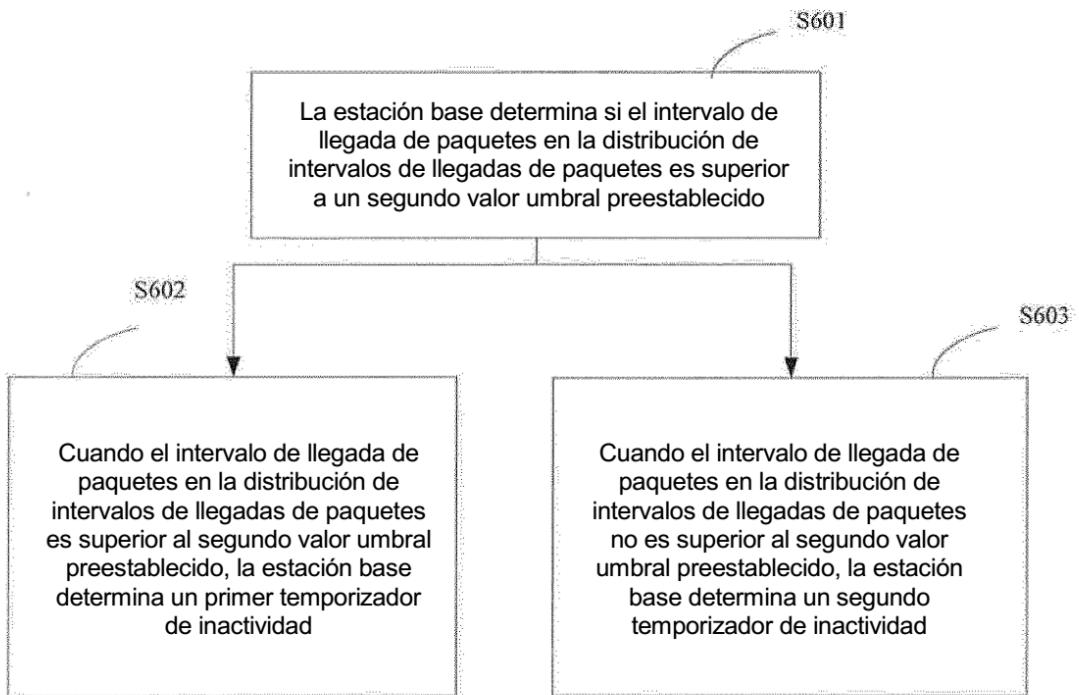 S601
La estación base determina si el intervalo de
llegada de paquetes en la distribución de
intervalos de llegadas de paquetes es superior
a un segundo valor umbral preestablecido
S602
S603
Cuando el intervalo de llegada de
paquetes en la distribución de
intervalos de llegadas de paquetes
es superior al segundo valor umbral
preestablecido, la estación base
determina un primer temporizador
de inactividad
Cuando el intervalo de llegada de
paquetes en la distribución de
intervalos de llegadas de paquetes
no es superior al segundo valor
umbral preestablecido, la estación
base determina un segundo
temporizador de inactividad